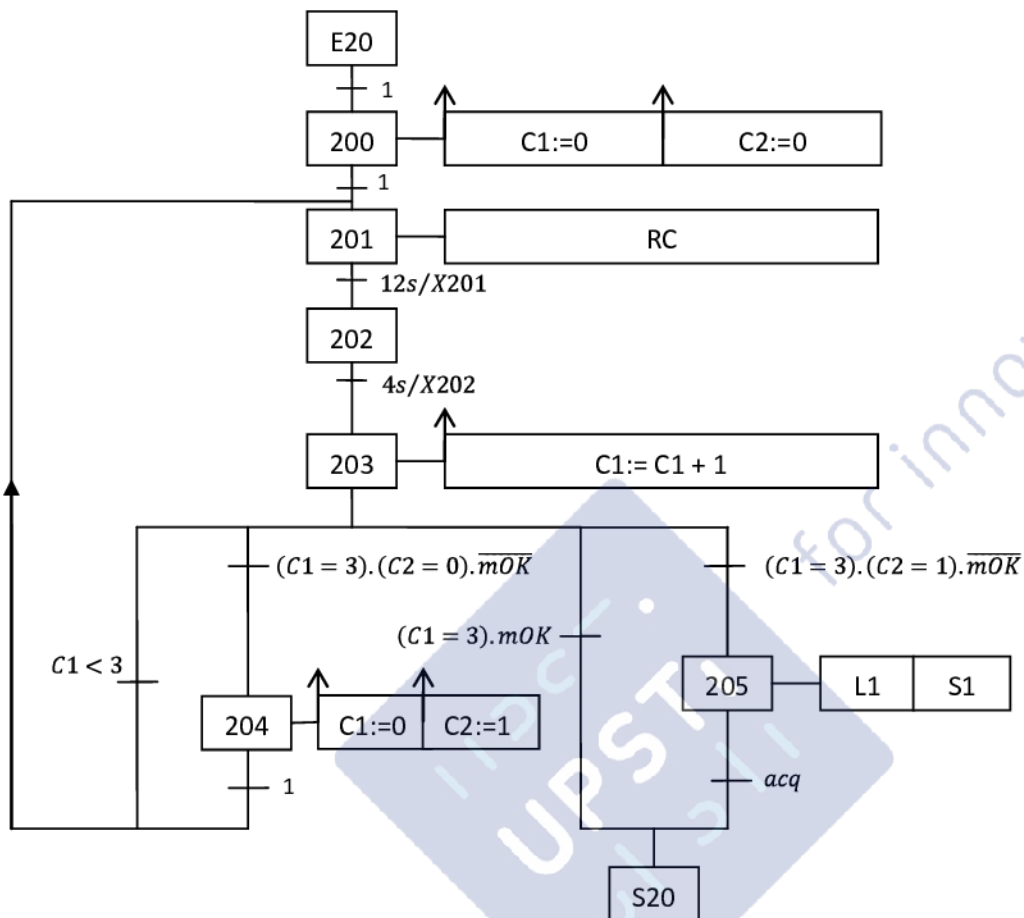 E20
1
200
C1:=0
C2:=0
1
201
RC
12s/X201
202
4s/X202
203
C1:= C1 + 1
(C1 = 3).(C2 = 0).m̅O̅K̅
(C1 = 3).(C2 = 1).m̅O̅K̅
(C1 = 3).mOK
C1 < 3
204
C1:=0
C2:=1
205
L1
S1
1
acq
S20
for inno
UPSTI